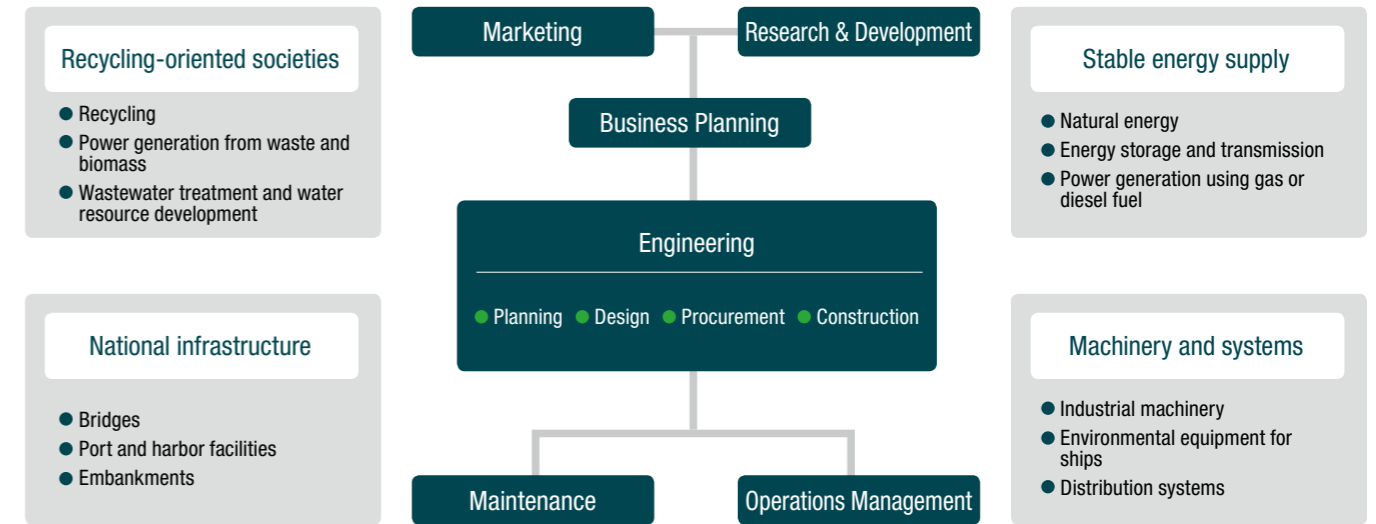 Recycling-oriented societies
● Recycling
● Power generation from waste and
biomass
● Wastewater treatment and water
resource development
National infrastructure
● Bridges
● Port and harbor facilities
● Embankments
Marketing
Research & Development
Business Planning
Engineering
● Planning ● Design ● Procurement ● Construction
Maintenance
Operations Management
Stable energy supply
● Natural energy
● Energy storage and transmission
● Power generation using gas or
diesel fuel
Machinery and systems
● Industrial machinery
● Environmental equipment for
ships
● Distribution systems